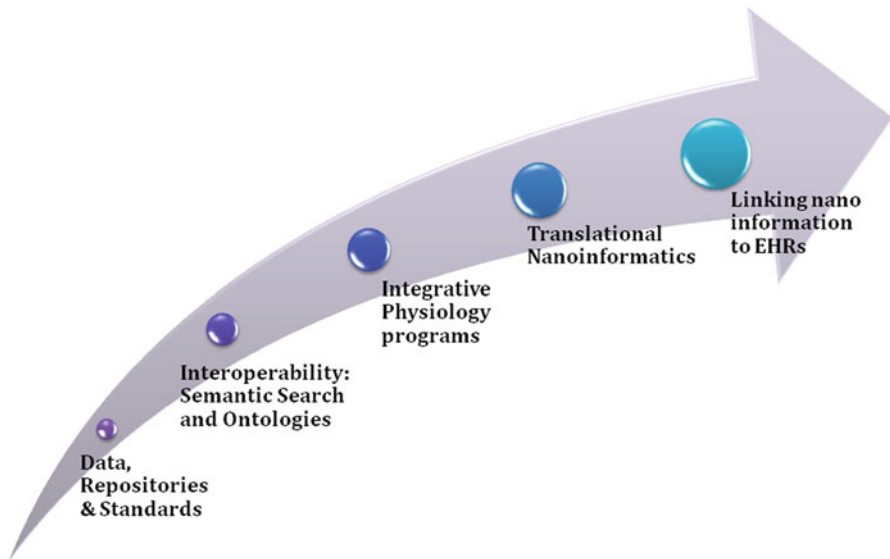 Data,
Repositories
& Standards
Interoperability:
Semantic Search
and Ontologies
Integrative
Physiology
programs
Translational
Nanoinformatics
Linking nano
information
to EHRs